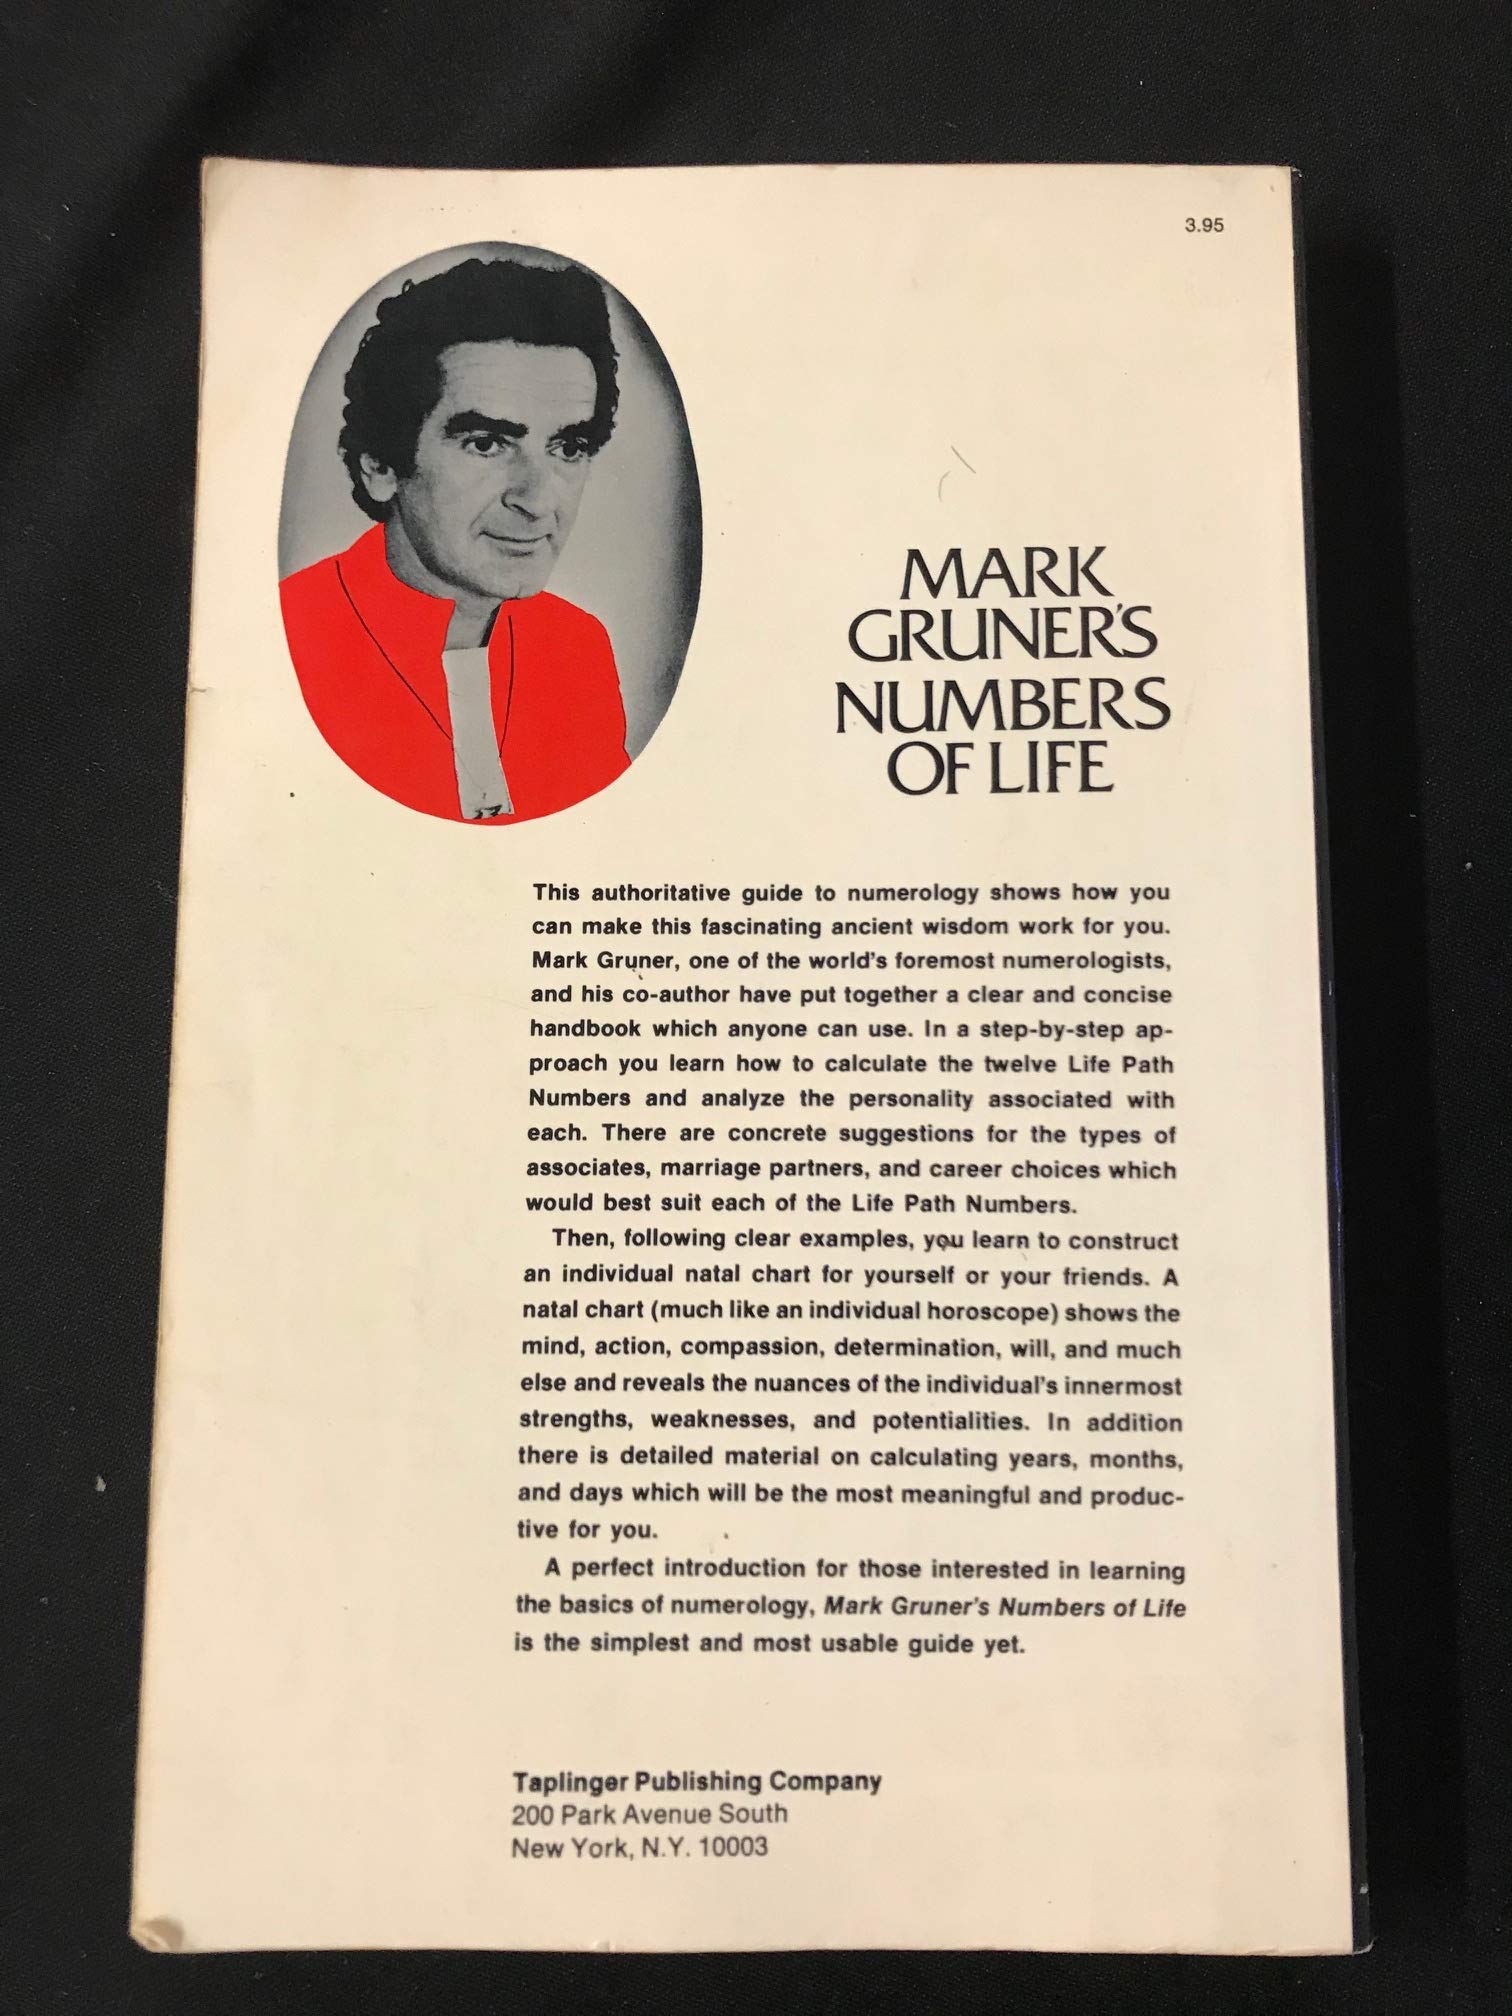 3.95
MARK
GRUNER'S
NUMBERS
OF LIFE
This authoritative guide to numerology shows how you
can make this fascinating ancient wisdom work for you.
Mark Gruner, one of the world's foremost numerologists,
and his co-author have put together a clear and concise
handbook which anyone can use. In a step-by-step ap-
proach you learn how to calculate the twelve Life Path
Numbers and analyze the personality associated with
each. There are concrete suggestions for the types of
associates, marriage partners, and career choices which
would best suit each of the Life Path Numbers.
Then, following clear examples, you learn to construct
an individual natal chart for yourself or your friends. A
natal chart (much like an individual horoscope) shows the
mind, action, compassion, determination, will, and much
else and reveals the nuances of the individual's innermost
strengths, weaknesses, and potentialities. In addition
there is detailed material on calculating years, months,
and days which will be the most meaningful and produc-
tive for you.
A perfect introduction for those interested in learning
the basics of numerology, Mark Gruner's Numbers of Life
is the simplest and most usable guide yet.
Taplinger Publishing Company
200 Park Avenue South
New York, N.Y. 10003